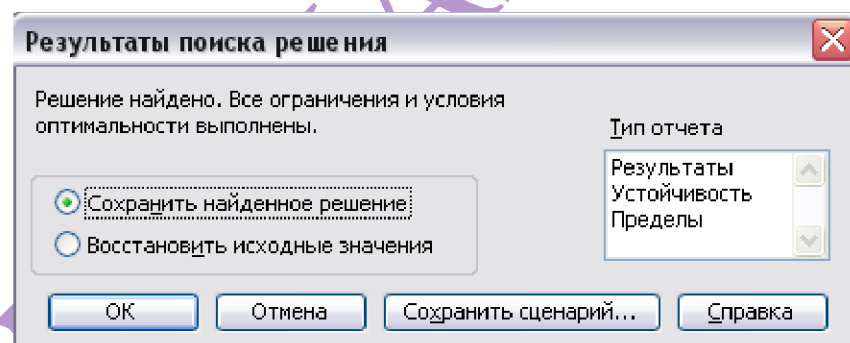 Результаты поиска решения
Решение найдено. Все ограничения и условия
оптимальности выполнены.
Тип отчета
Результаты
Устойчивость
Пределы
Сохранить найденное решение
Восстановить исходные значения
ОК
Отмена
Сохранить сценарий...
Справка